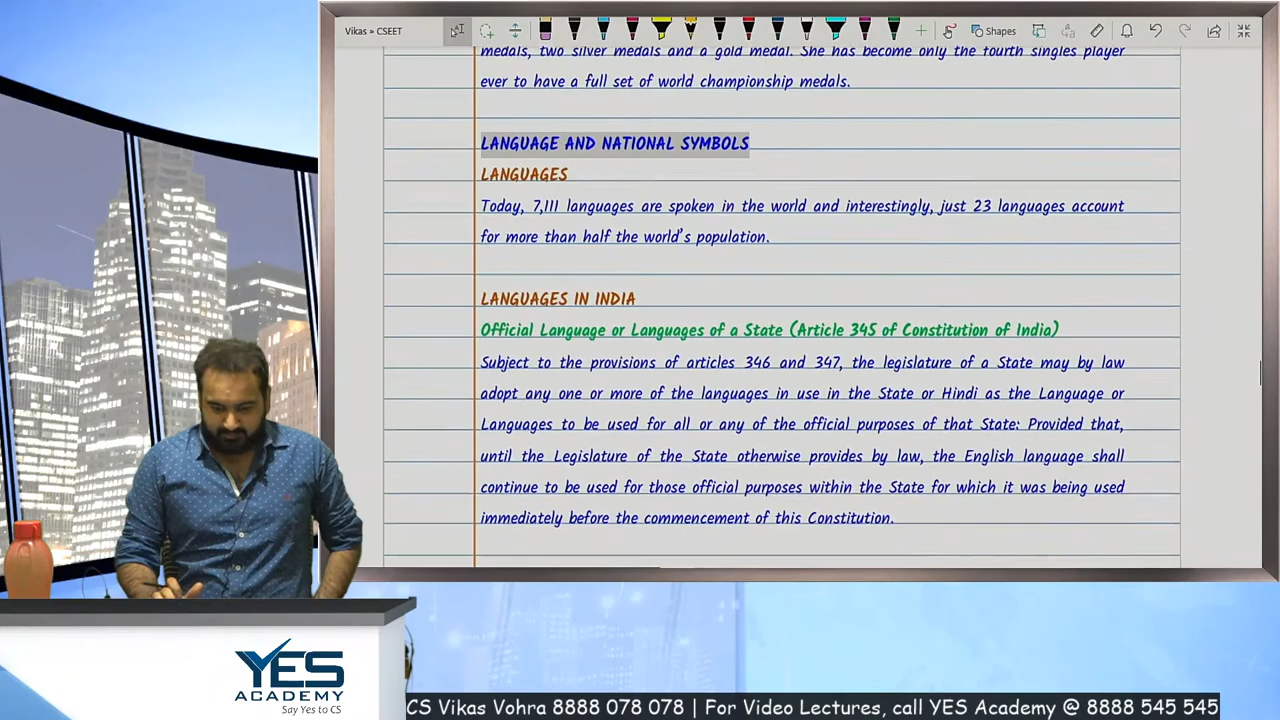 Vikas » CSEET
Shapes
medals, two silver medals and a gold medal. She has become only the fourth singles player
ever to have a full set of world championship medals.
LANGUAGE AND NATIONAL SYMBOLS
LANGUAGES
Today, 7,111 languages are spoken in the world and interestingly, just 23 languages account
for more than half the world's population.
LANGUAGES IN INDIA
Official Language or Languages of a State (Article 345 of Constitution of India)
Subject to the provisions of articles 346 and 347, the legislature of a State may by law
adopt any one or more of the languages in use in the State or Hindi as the Language or
Languages to be used for all or any of the official purposes of that State: Provided that,
until the Legislature of the State otherwise provides by law, the English language shall
continue to be used for those official purposes within the State for which it was being used
immediately before the commencement of this Constitution.
YES
ACADEMY
Say Yes to CS
CS Vikas Vohra 8888 078 078 | For Video Lectures, call YES Academy @ 8888 545 545